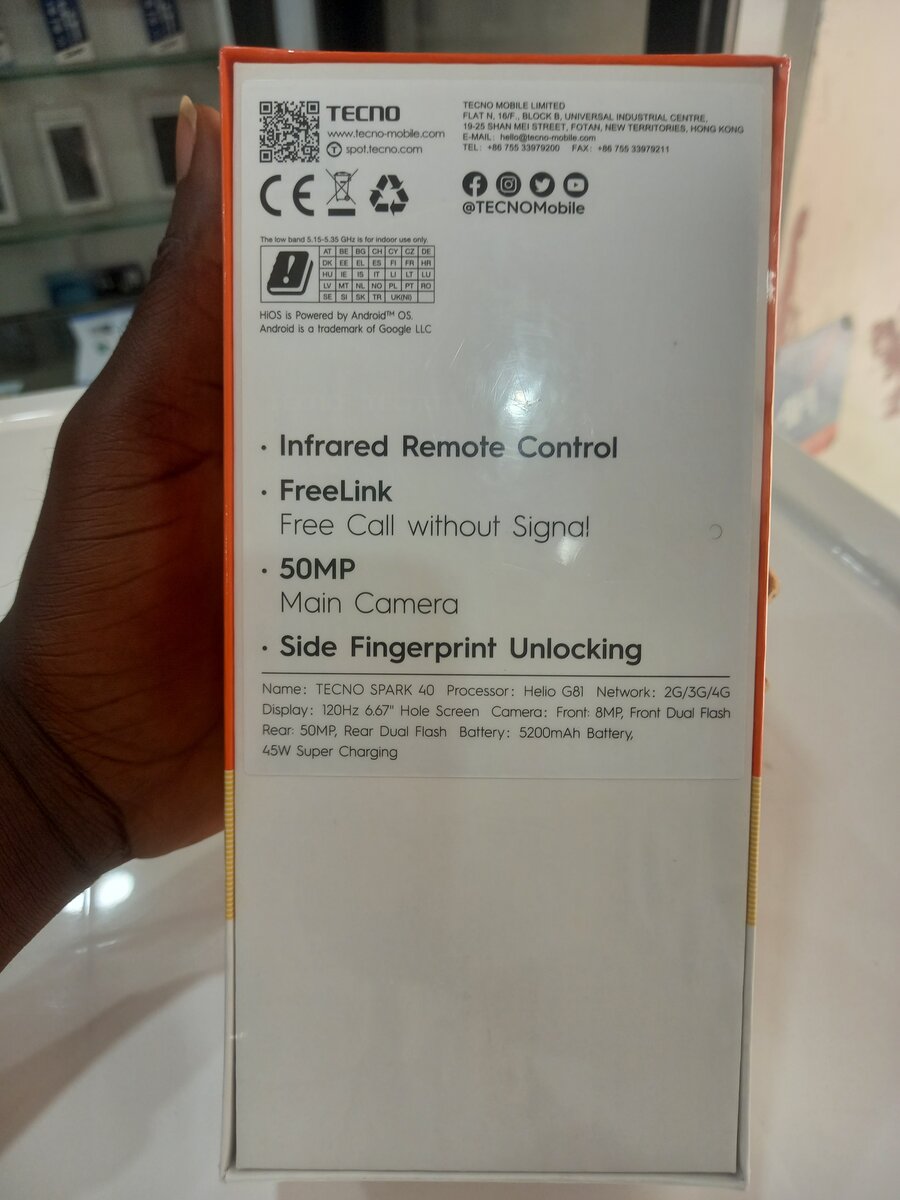 TECNO
www.tecno-mobile.com
spot.tecno.com
TECNO MOBILE LIMITED
FLAT N, 16/F., BLOCK B, UNIVERSAL INDUSTRIAL CENTRE,
19-25 SHAN MEI STREET, FOTAN, NEW TERRITORIES, HONG KONG
E-MAIL: hello@tecno-mobile.com
TEL: +86 755 33979200 FAX: +86 755 33979211
CE
@TECNOMobile
The low band 5.15-5.35 GHz is for indoor use only.
AT BE BG CH CY CZ DE
DK EE EL ES FI FR HR
HU IE IS IT LI LT LU
LV MT NL NO PL PT RO
SE SI SK TR UK(NI)
HiOS is Powered by Android™ OS.
Android is a trademark of Google LLC
· Infrared Remote Control
· FreeLink
Free Call without Signal
· 50MP
Main Camera
· Side Fingerprint Unlocking
Name: TECNO SPARK 40 Processor: Helio G81 Network: 2G/3G/4G
Display: 120Hz 6.67" Hole Screen Camera: Front: 8MP, Front Dual Flash
Rear: 50MP, Rear Dual Flash Battery: 5200mAh Battery,
45W Super Charging